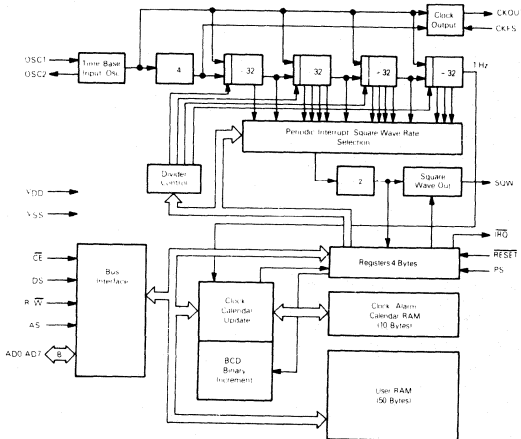 Clock
Output
CKOU
CKFS
OSC1
OSC2
Time Base
Input Osc.
4
- 32
32
- 32
- 32
1 Hz
Periodic Interrupt Square Wave Rate
Selection
Divider
Control
2
Square
Wave Out
SQW
VDD
VSS
IRQ
RESET
PS
Registers 4 Bytes
CE
DS
R W
AS
AD0 AD7
8
Bus
Interface
Clock
Calendar
Update
Clock Alarm
Calendar RAM
(10 Bytes)
BCD
Binary
Increment
User RAM
(50 Bytes)